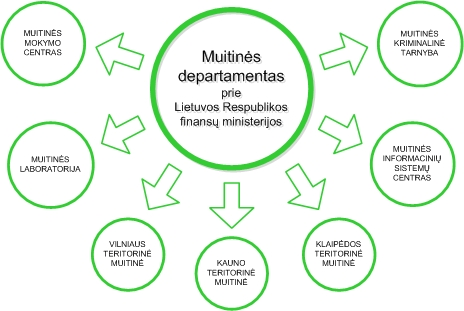 MUITINĖS
MOKYMO
CENTRAS
Muitinės
departamentas
prie
Lietuvos Respublikos
finansų ministerijos
MUITINĖS
KRIMINALINĖ
TARNYBA
MUITINĖS
LABORATORIJA
MUITINĖS
INFORMACINIŲ
SISTEMŲ
CENTRAS
VILNIAUS
TERITORINĖ
MUITINĖ
KAUNO
TERITORINĖ
MUITINĖ
KLAIPĖDOS
TERITORINĖ
MUITINĖ